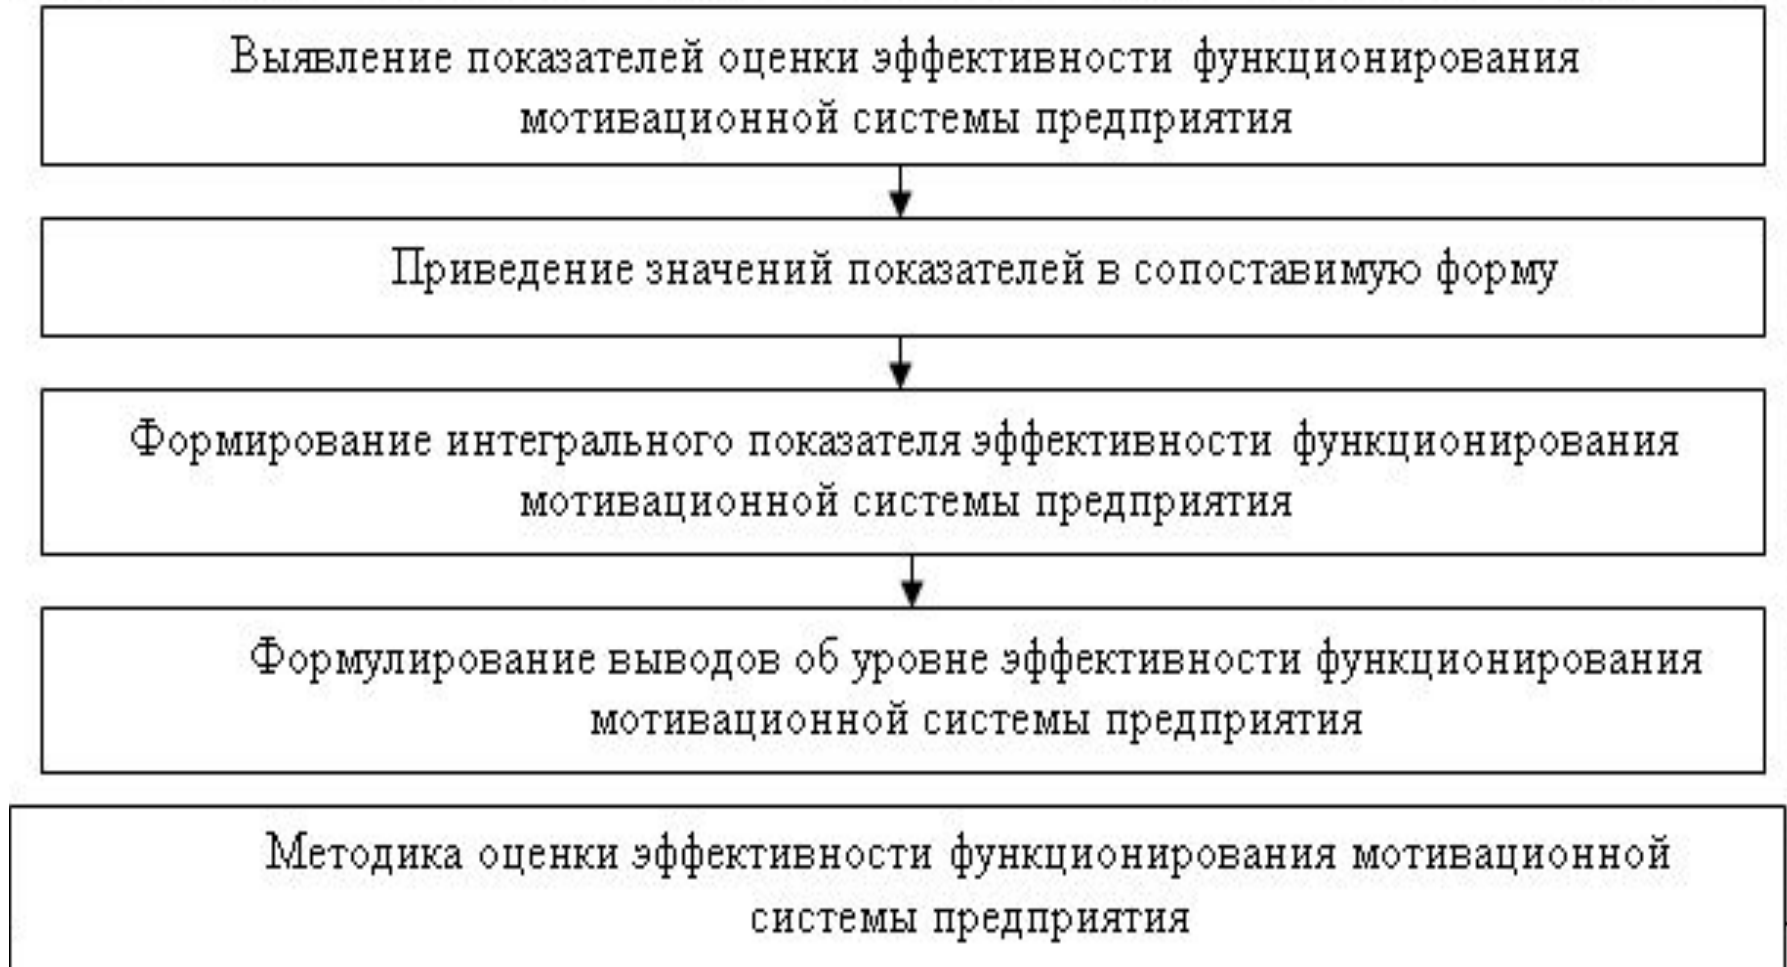 Выявление показателей оценки эффективности функционирования
мотивационной системы предприятия
Приведение значений показателей в сопоставимую форму
Формирование интегрального показателя эффективности функционирования
мотивационной системы предприятия
Формулирование выводов об уровне эффективности функционирования
мотивационной системы предприятия
Методика оценки эффективности функционирования мотивационной
системы предприятия